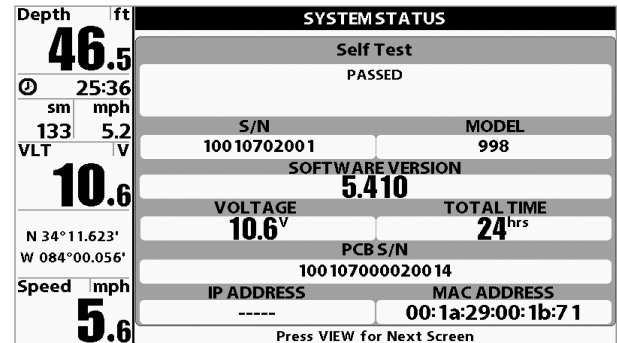 Depth ft
46.5
25:36
sm mph
133 5.2
VLT V
10.6
N 34°11.623'
W 084°00.056'
Speed mph
5.6
SYSTEM STATUS
Self Test
PASSED
S/N MODEL
10010702001 998
SOFTWARE VERSION
5.410
VOLTAGE TOTAL TIME
10.6V 24hrs
PCB S/N
100107000020014
IP ADDRESS MAC ADDRESS
----- 00:1a:29:00:1b:71
Press VIEW for Next Screen